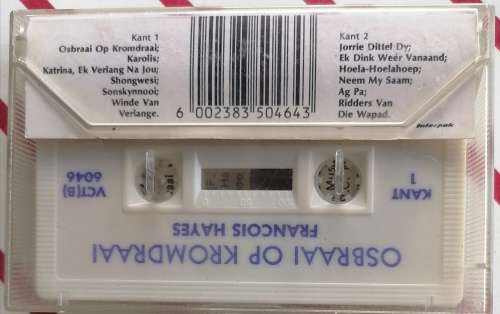 Kant 1
Osbraai Op Kromdraai;
Karolis;
Katrina, Ek Verlang Na Jou;
Shongwesi;
Sonskynnooi;
Winde Van
Verlange.
6 002383 504643
Kant 2
Jorrie Dittel Dy;
Ek Dink Weér Vanaand;
Hoela-Hoelahoep;
Neem My Saam;
Ag Pa;
Ridders Van
Die Wapad.
Interpak
OSBRAAI OP KROMDRAAI
FRANCOIS HAYES
KANT
1
VCT(B)
6046